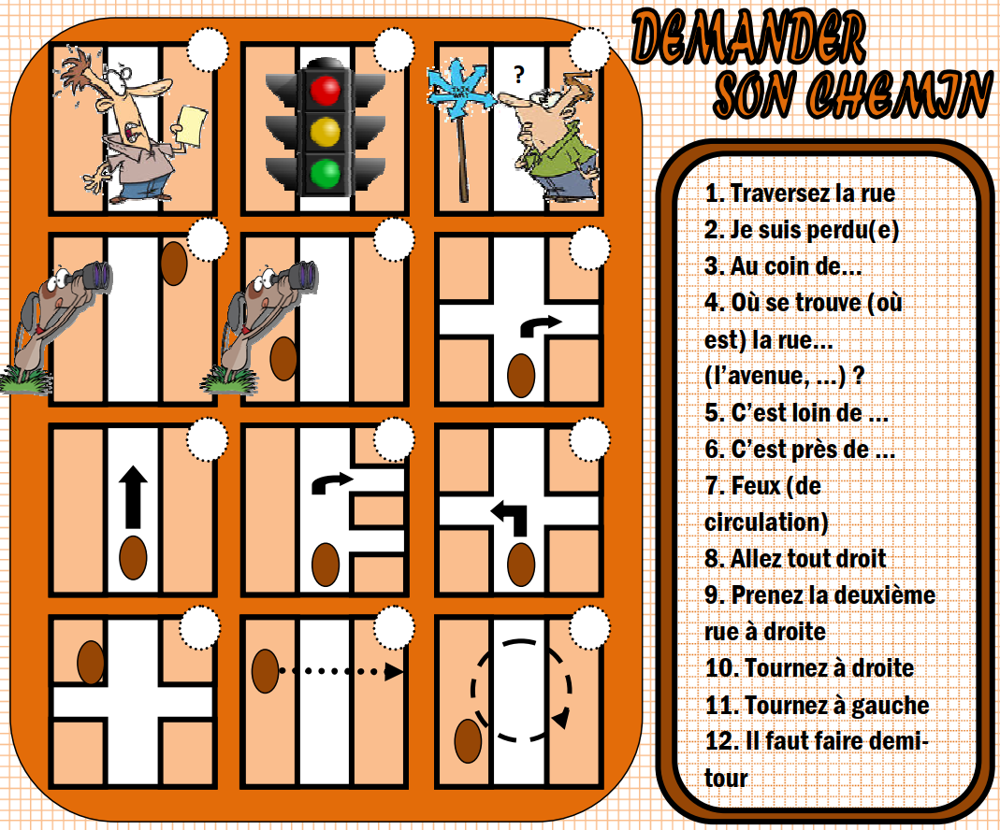 DEMANDER
SON CHEMIN
?
THIS
WAY
1. Traversez la rue
2. Je suis perdu(e)
3. Au coin de...
4. Où se trouve (où
est) la rue...
(l'avenue, ...) ?
5. C'est loin de ...
6. C'est près de ...
7. Feux (de
circulation)
8. Allez tout droit
9. Prenez la deuxième
rue à droite
10. Tournez à droite
11. Tournez à gauche
12. Il faut faire demi-
tour